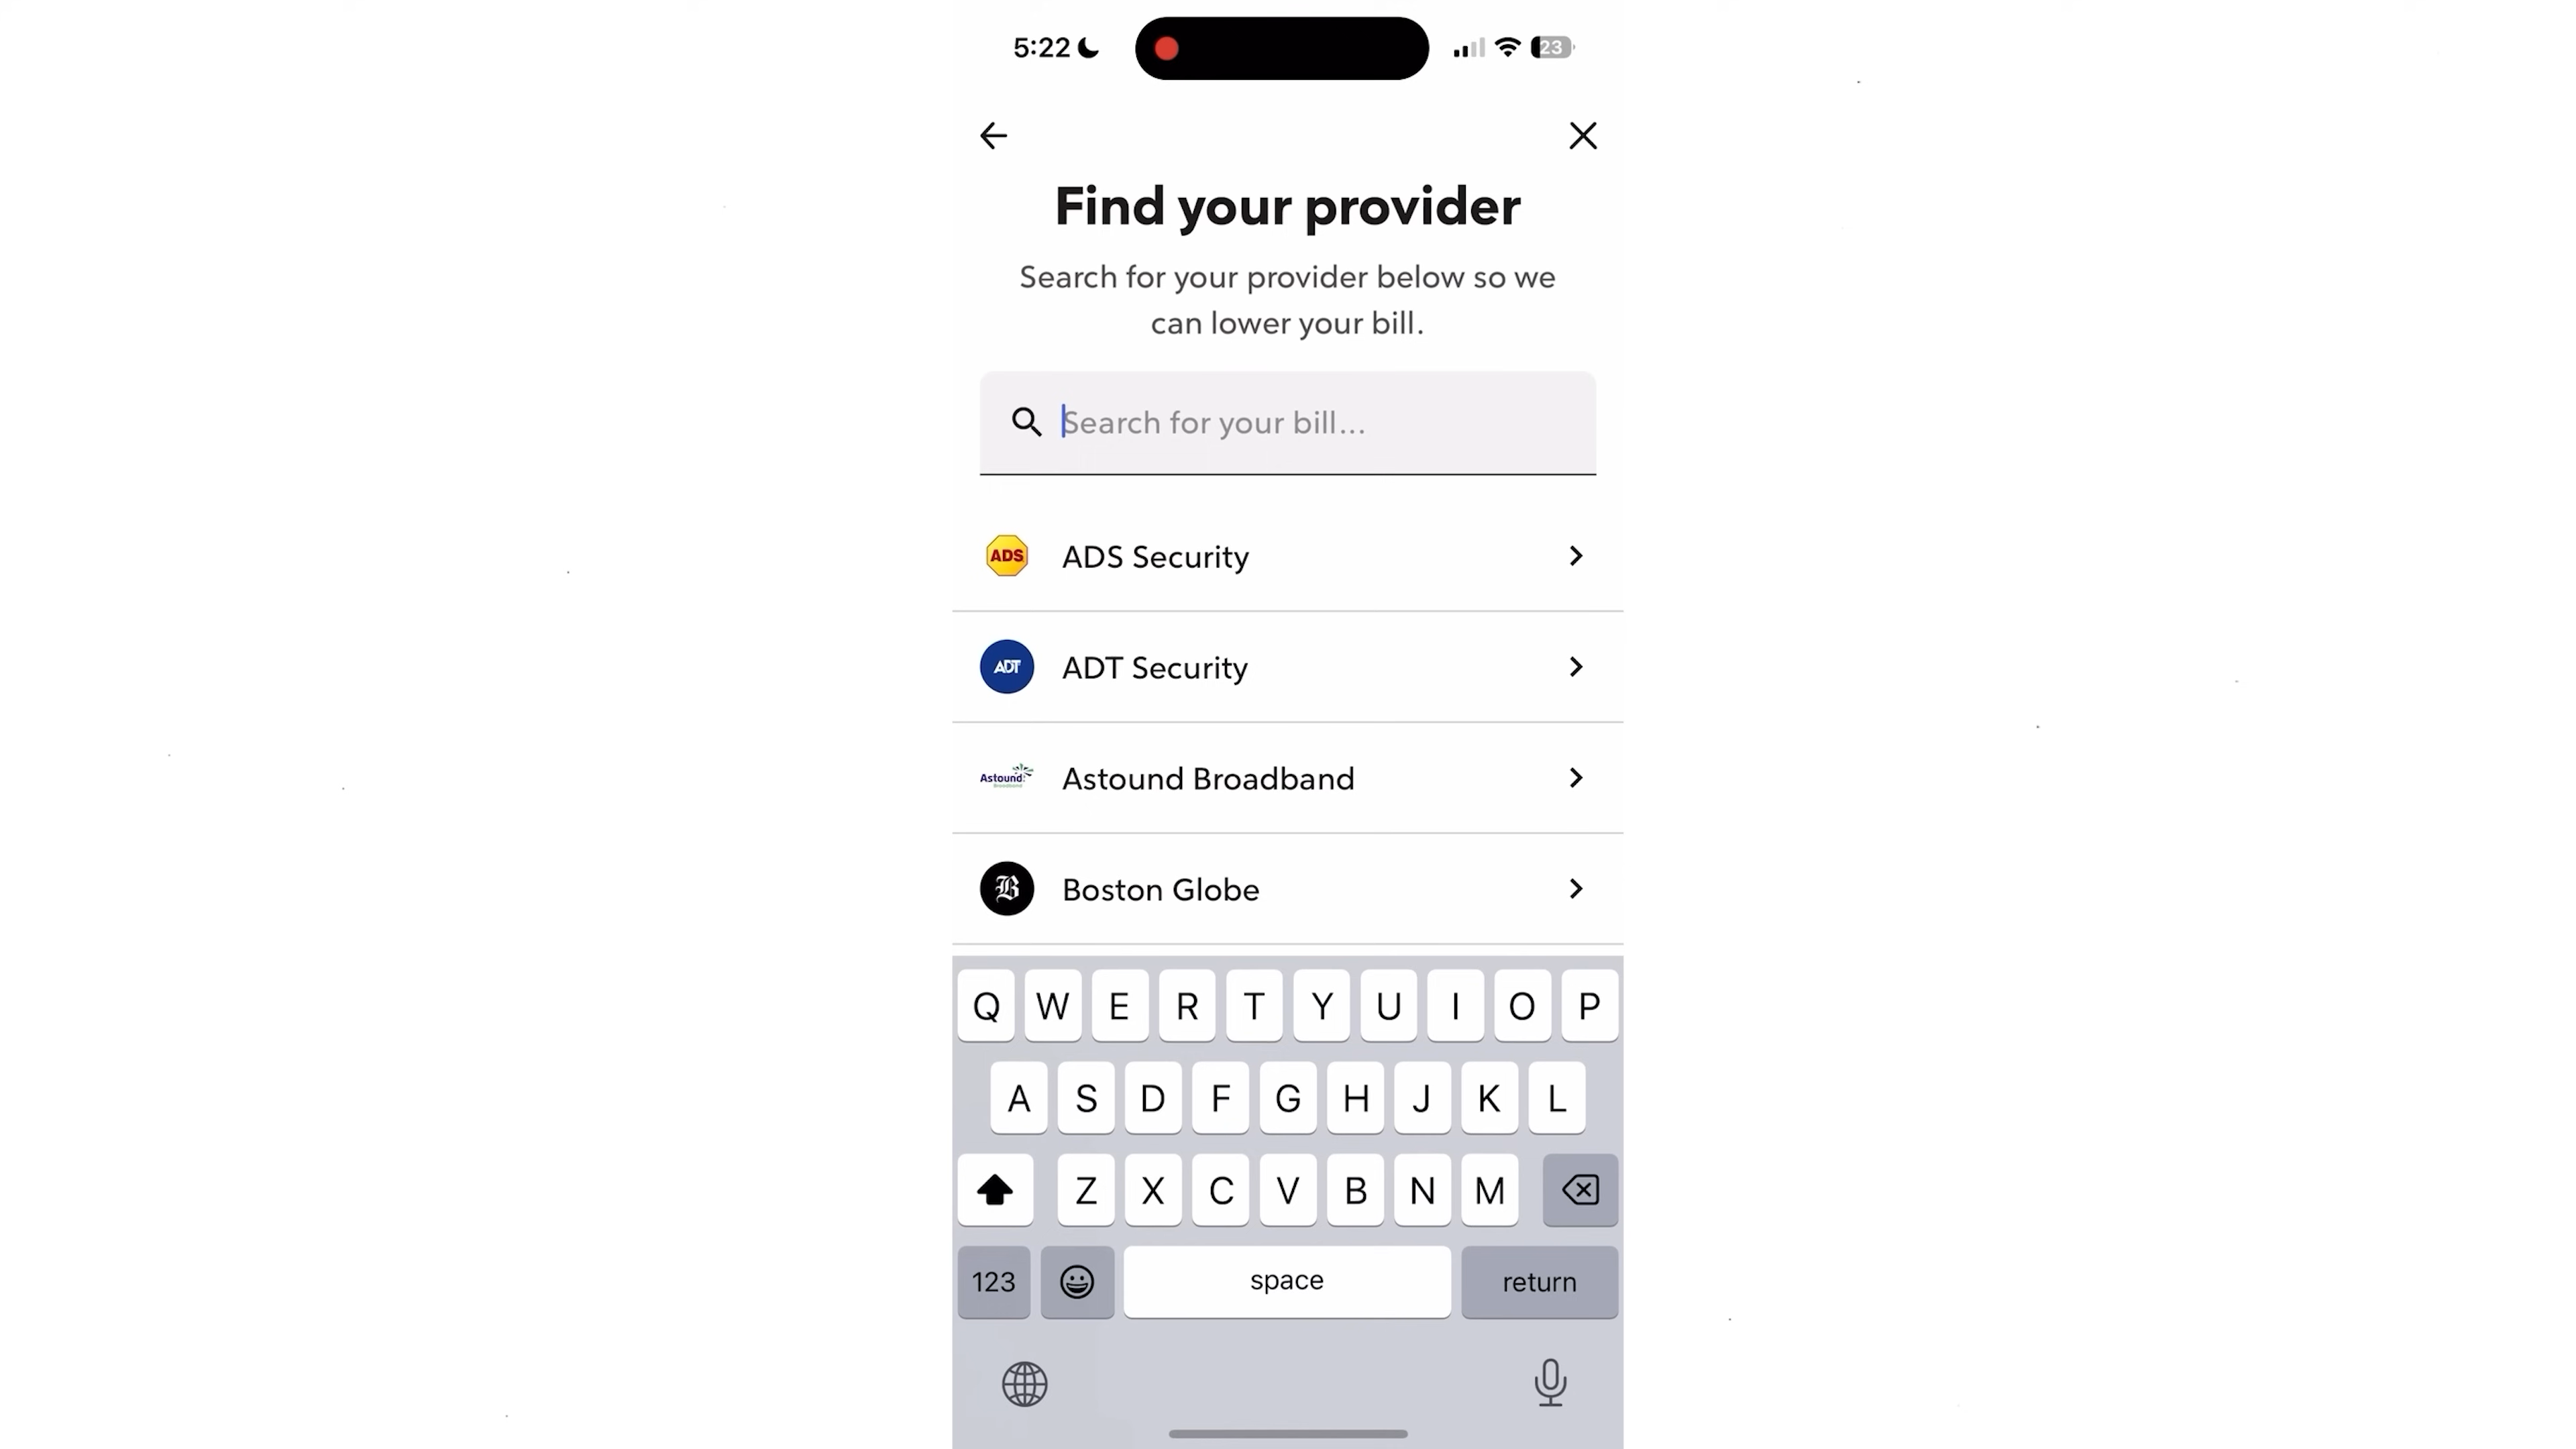 5:22
23
Find your provider
Search for your provider below so we
can lower your bill.
Search for your bill...
ADS
ADS Security
ADT
ADT Security
Astound
Broadband
Astound Broadband
B
Boston Globe
Q W E R T Y U I O P
A S D F G H J K L
Z X C V B N M
123
space
return